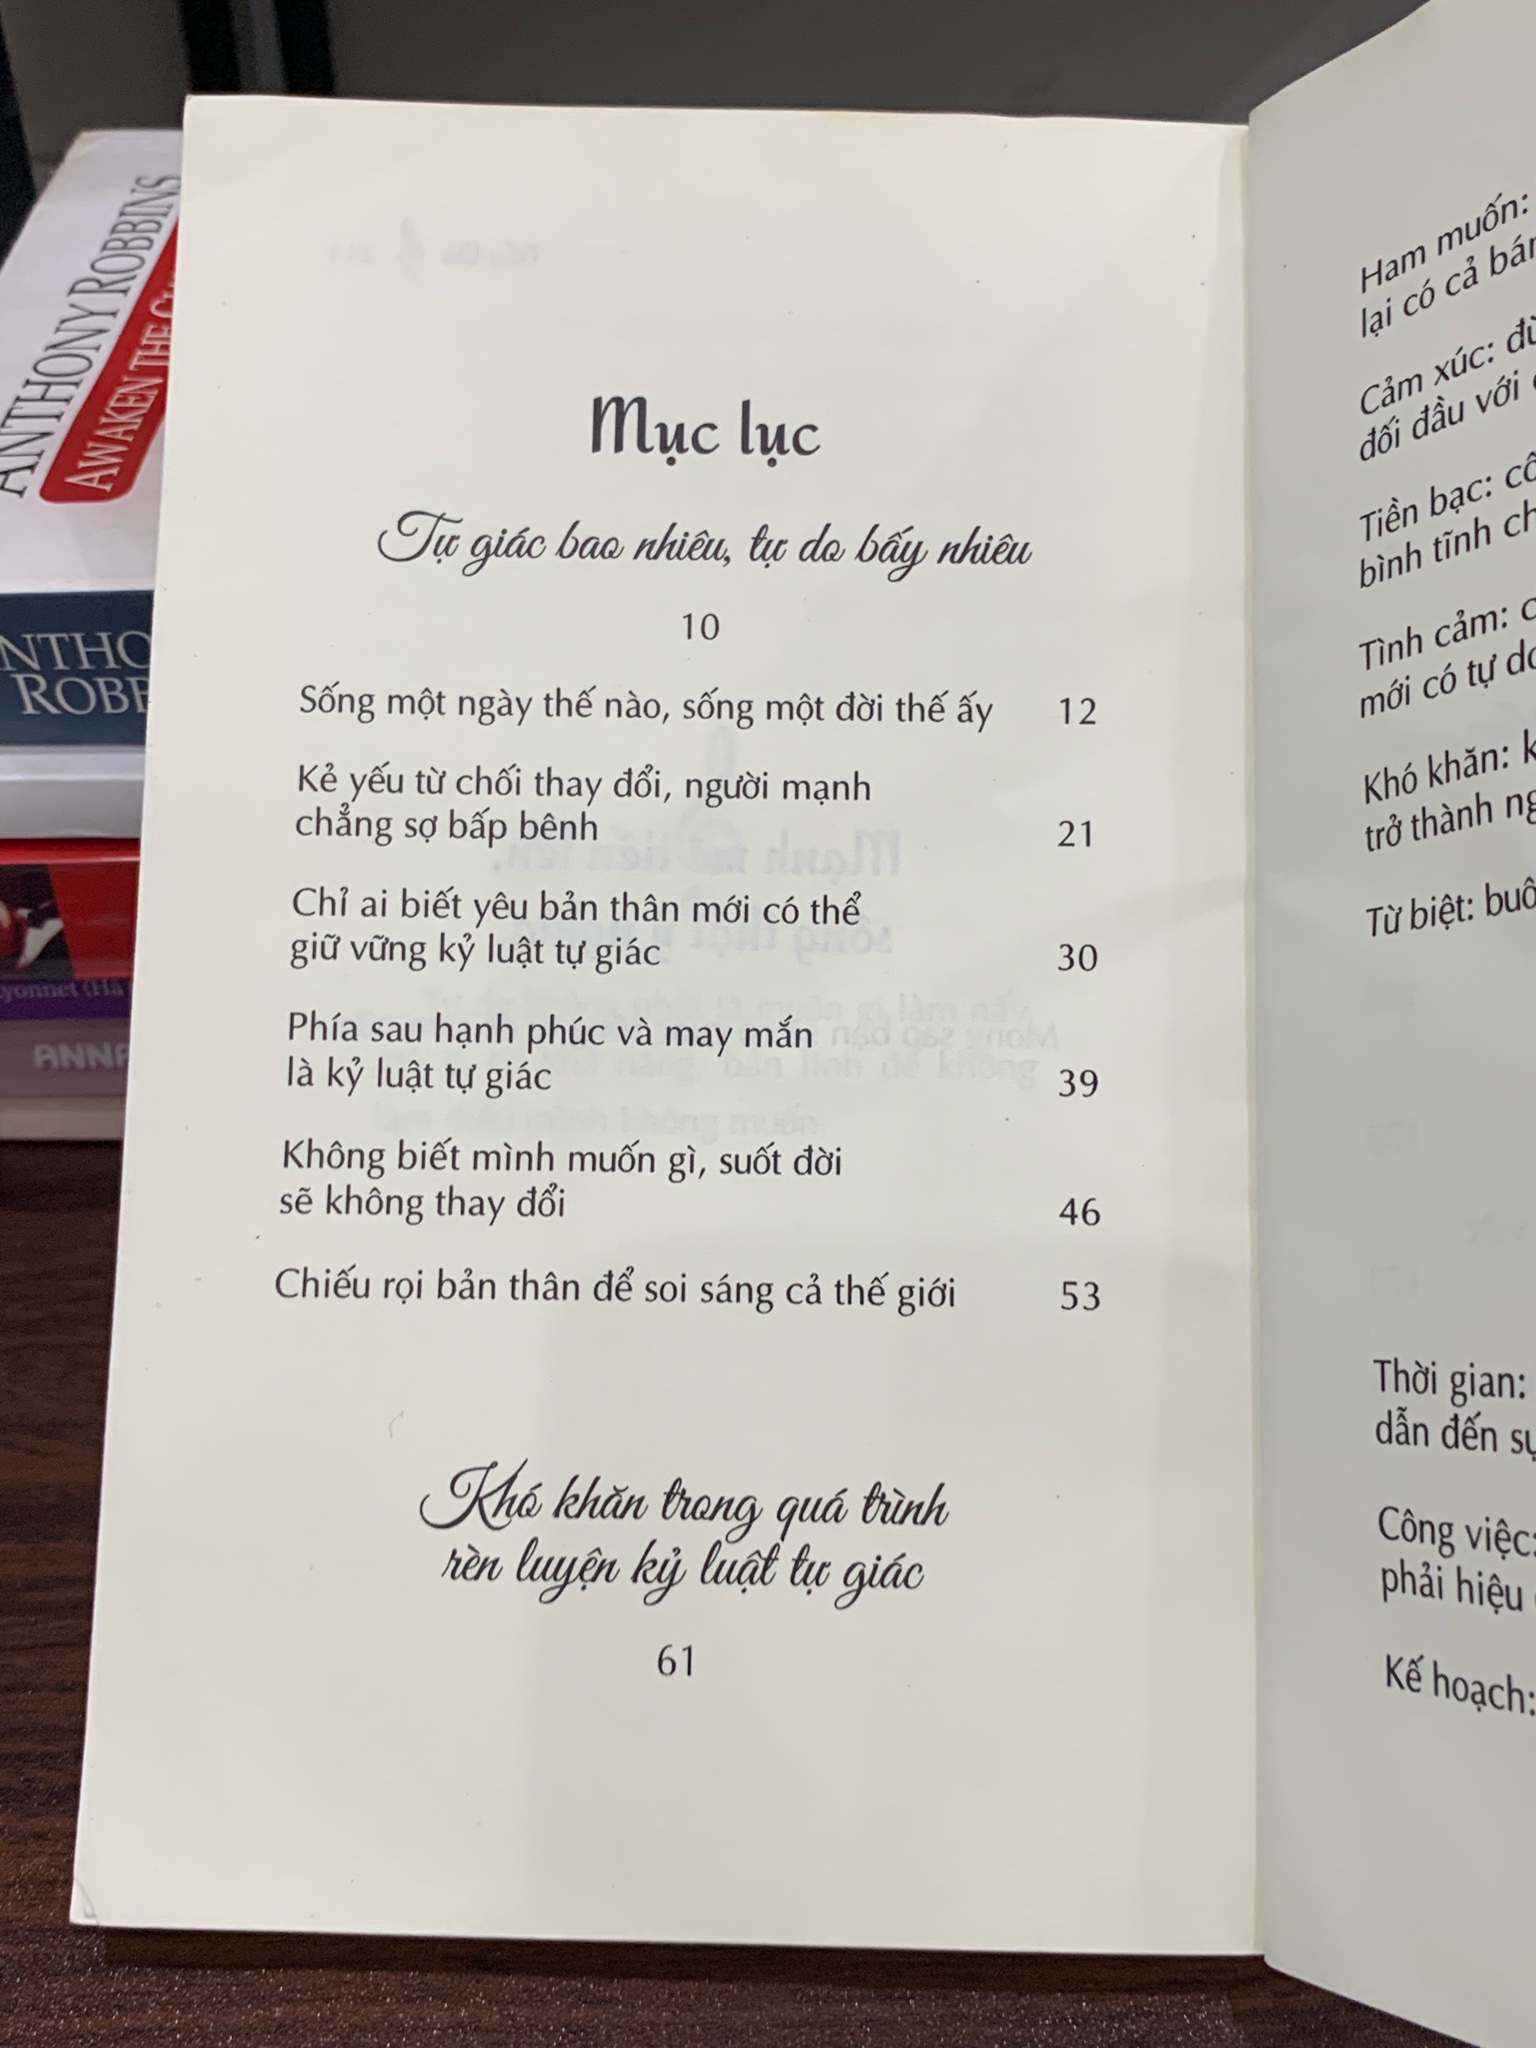 ANTHONY ROBBINS
AWAKEN THE
ROBB
yonnet (Hà
ANNA
Mục lục
Tự giác bao nhiêu, tự do bấy nhiêu
10
Sống một ngày thế nào, sống một đời thế ấy 12
Kẻ yếu từ chối thay đổi, người mạnh
chẳng sợ bấp bênh 21
Chỉ ai biết yêu bản thân mới có thể
giữ vững kỷ luật tự giác 30
Phía sau hạnh phúc và may mắn
là kỷ luật tự giác 39
Không biết mình muốn gì, suốt đời
sẽ không thay đổi 46
Chiếu rọi bản thân để soi sáng cả thế giới 53
Khó khăn trong quá trình
rèn luyện kỷ luật tự giác
61
Ham muốn:
lại có cả
Cảm xúc:
đối đầu với
Tiền bạc:
bình tĩnh
Tình cảm:
mới có tự
Khó khăn:
trở thành
Từ biệt:
Thời gian:
dẫn đến
Công việc:
phải hiệu
Kế hoạch: